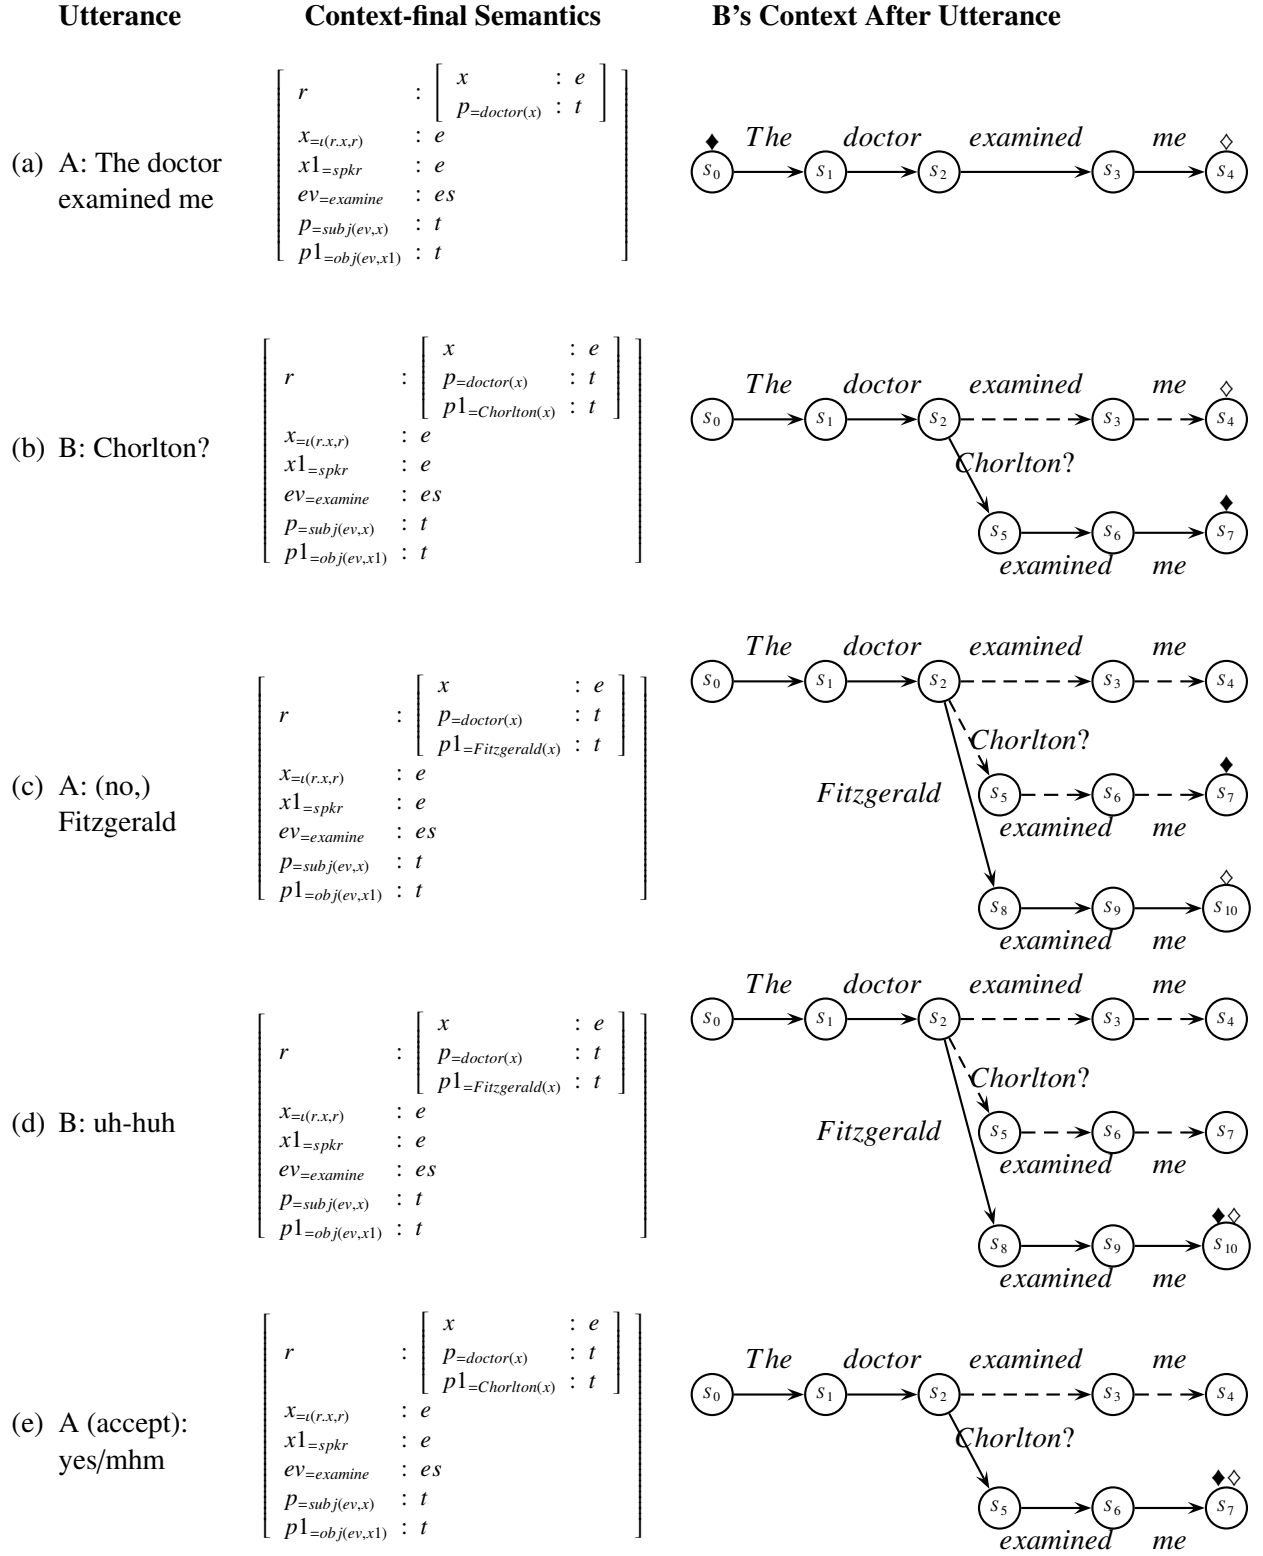 Utterance Context-final Semantics B's Context After Utterance
(a) A: The doctor
examined me
r : [ x : e
p=doctor(x) : t ]
x=ι(r.x,r) : e
x1=spkr : e
ev=examine : es
p=subj(ev,x) : t
p1=obj(ev,x1) : t
♦ The doctor examined me ◊
s0 s1 s2 s3 s4
(b) B: Chorlton?
r : [ x : e
p=doctor(x) : t
p1=Chorlton(x) : t ]
x=ι(r.x,r) : e
x1=spkr : e
ev=examine : es
p=subj(ev,x) : t
p1=obj(ev,x1) : t
The doctor examined me ◊
s0 s1 s2 s3 s4
Chorlton?
♦
s5 s6 s7
examined me
(c) A: (no,)
Fitzgerald
r : [ x : e
p=doctor(x) : t
p1=Fitzgerald(x) : t ]
x=ι(r.x,r) : e
x1=spkr : e
ev=examine : es
p=subj(ev,x) : t
p1=obj(ev,x1) : t
The doctor examined me
s0 s1 s2 s3 s4
Chorlton?
♦
Fitzgerald s5 s6 s7
examined me
◊
s8 s9 s10
examined me
(d) B: uh-huh
r : [ x : e
p=doctor(x) : t
p1=Fitzgerald(x) : t ]
x=ι(r.x,r) : e
x1=spkr : e
ev=examine : es
p=subj(ev,x) : t
p1=obj(ev,x1) : t
The doctor examined me
s0 s1 s2 s3 s4
Chorlton?
Fitzgerald s5 s6 s7
examined me
♦◊
s8 s9 s10
examined me
(e) A (accept):
yes/mhm
r : [ x : e
p=doctor(x) : t
p1=Chorlton(x) : t ]
x=ι(r.x,r) : e
x1=spkr : e
ev=examine : es
p=subj(ev,x) : t
p1=obj(ev,x1) : t
The doctor examined me
s0 s1 s2 s3 s4
Chorlton?
♦◊
s5 s6 s7
examined me